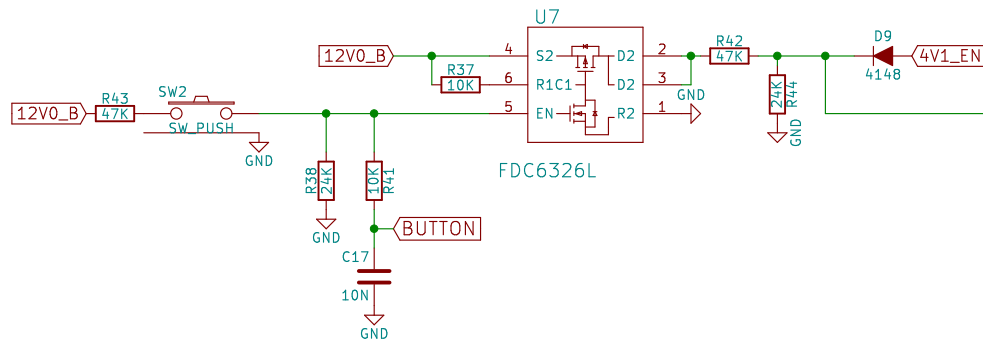 U7
12V0_B
4
S2
D2
2
R42
47K
D9
4148
4V1_EN
R37
10K
6
R1C1
D2
3
GND
24K
R44
GND
12V0_B
R43
47K
SW2
SW_PUSH
GND
5
EN
R2
1
FDC6326L
R38
24K
GND
10K
R41
BUTTON
C17
10N
GND